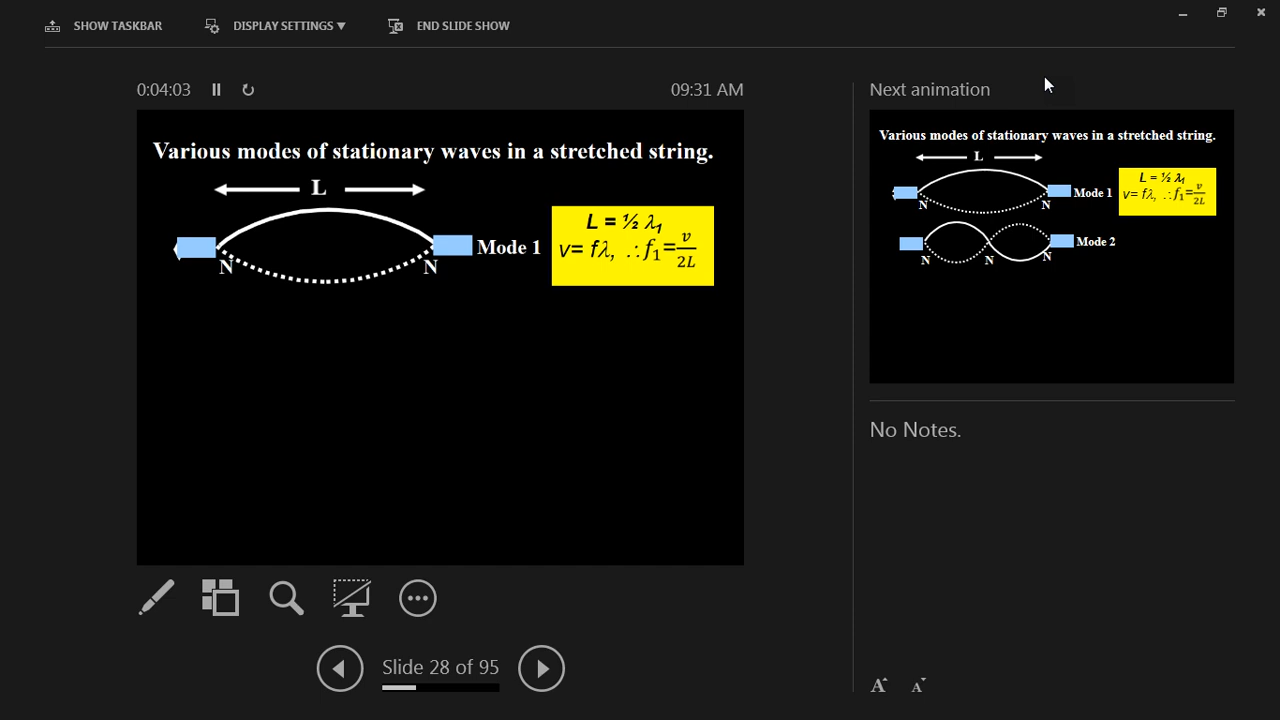 SHOW TASKBAR
DISPLAY SETTINGS ▼
END SLIDE SHOW
0:04:03
09:31 AM
Various modes of stationary waves in a stretched string.
L
N
N
Mode 1
L = ½ λ₁
v= fλ, ∴f₁=v/2L
Slide 28 of 95
Next animation
Various modes of stationary waves in a stretched string.
L
N
N
Mode 1
L = ½ λ₁
v= fλ, ∴f₁=v/2L
N
N
N
Mode 2
No Notes.
A
A